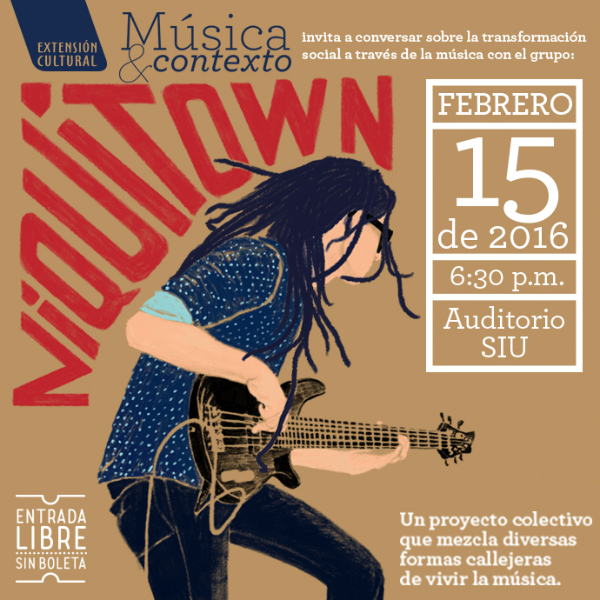 EXTENSIÓN
CULTURAL
Música
& contexto
invita a conversar sobre la transformación
social a través de la música con el grupo:
NiQUiTOWN
FEBRERO
15
de 2016
6:30 p.m.
Auditorio
SIU
ENTRADA
LIBRE
SIN BOLETA
Un proyecto colectivo
que mezcla diversas
formas callejeras
de vivir la música.